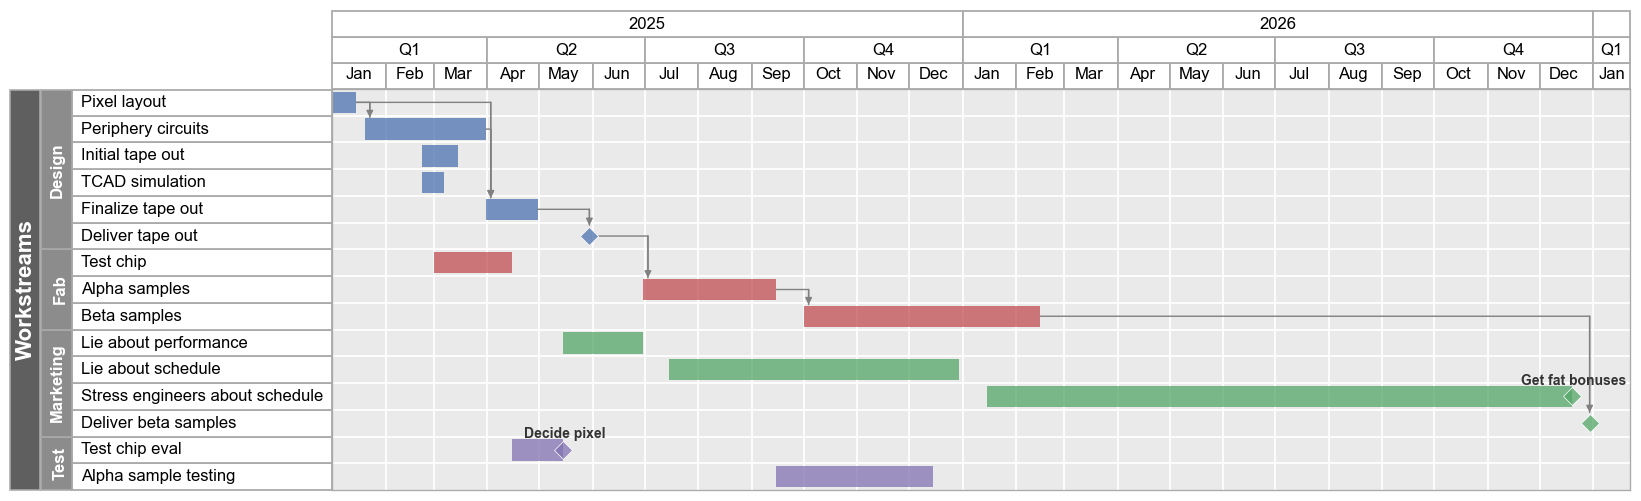 2025 2026
Q1 Q2 Q3 Q4 Q1 Q2 Q3 Q4 Q1
Jan Feb Mar Apr May Jun Jul Aug Sep Oct Nov Dec Jan Feb Mar Apr May Jun Jul Aug Sep Oct Nov Dec Jan
Workstreams
Design
Pixel layout
Periphery circuits
Initial tape out
TCAD simulation
Finalize tape out
Deliver tape out
Fab
Test chip
Alpha samples
Beta samples
Marketing
Lie about performance
Lie about schedule
Stress engineers about schedule
Get fat bonuses
Deliver beta samples
Test
Decide pixel
Test chip eval
Alpha sample testing